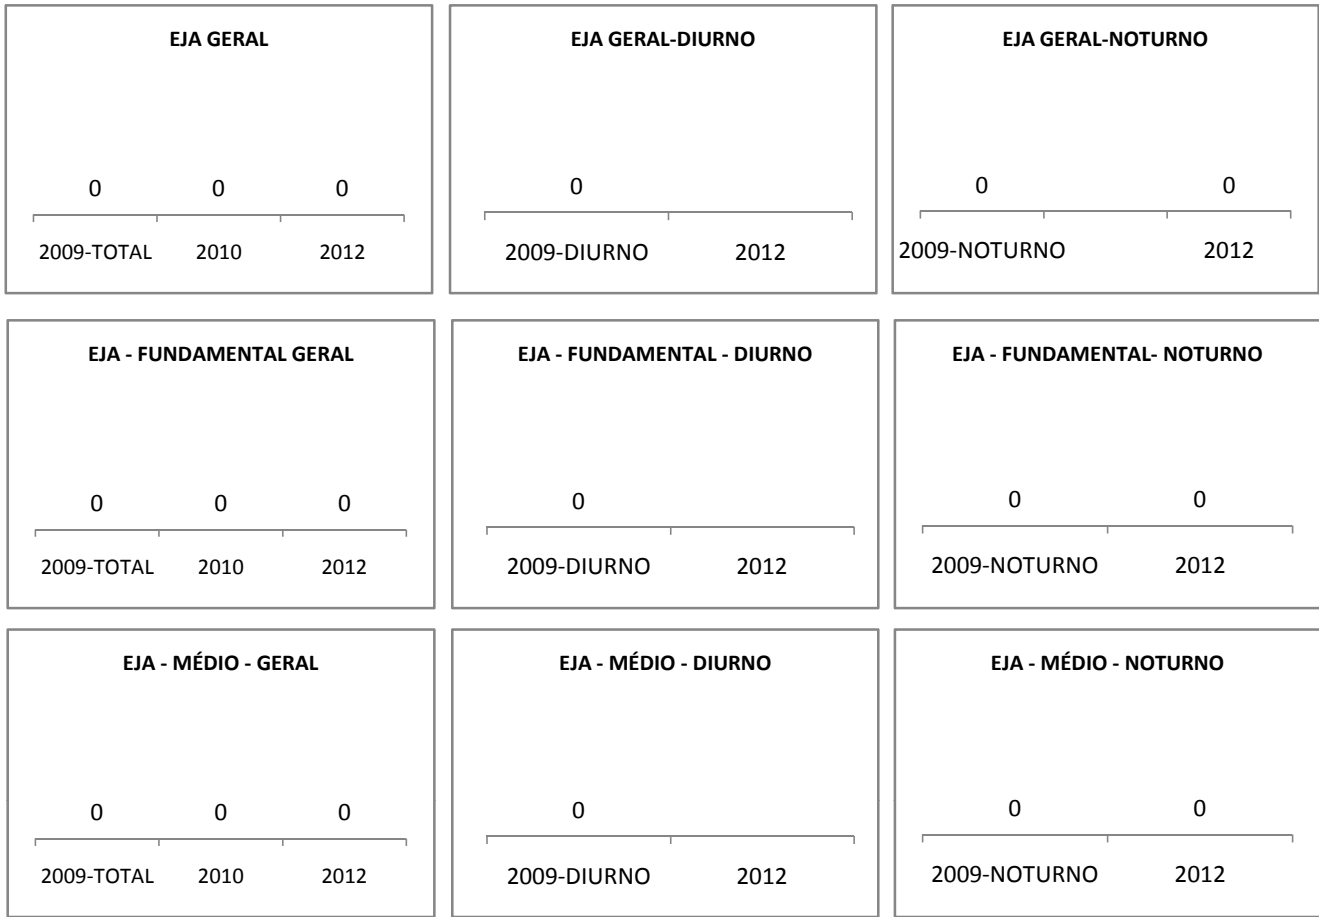 EJA GERAL
0 0 0
2009-TOTAL 2010 2012
EJA GERAL-DIURNO
0
2009-DIURNO 2012
EJA GERAL-NOTURNO
0 0
2009-NOTURNO 2012
EJA - FUNDAMENTAL GERAL
0 0 0
2009-TOTAL 2010 2012
EJA - FUNDAMENTAL - DIURNO
0
2009-DIURNO 2012
EJA - FUNDAMENTAL- NOTURNO
0 0
2009-NOTURNO 2012
EJA - MÉDIO - GERAL
0 0 0
2009-TOTAL 2010 2012
EJA - MÉDIO - DIURNO
0
2009-DIURNO 2012
EJA - MÉDIO - NOTURNO
0 0
2009-NOTURNO 2012